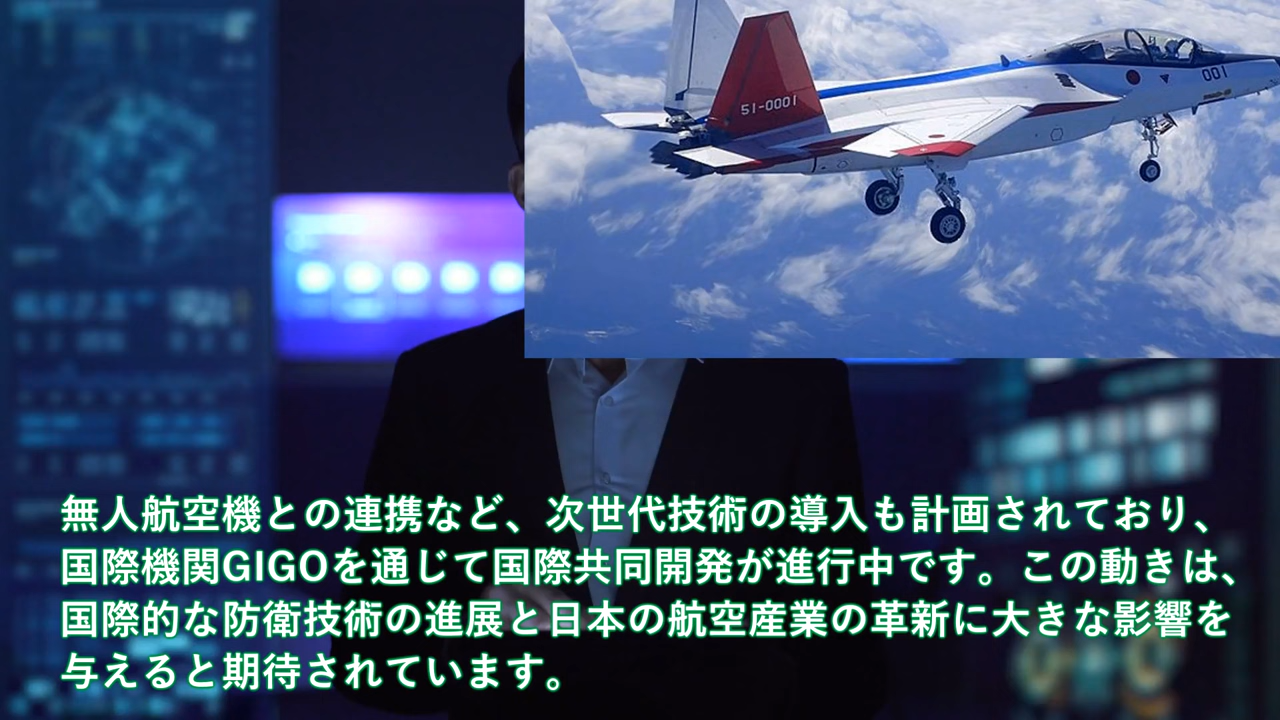 001
51-0001
無人航空機との連携など、次世代技術の導入も計画されており、
国際機関GIGOを通じて国際共同開発が進行中です。この動きは、
国際的な防衛技術の進展と日本の航空産業の革新に大きな影響を
与えると期待されています。